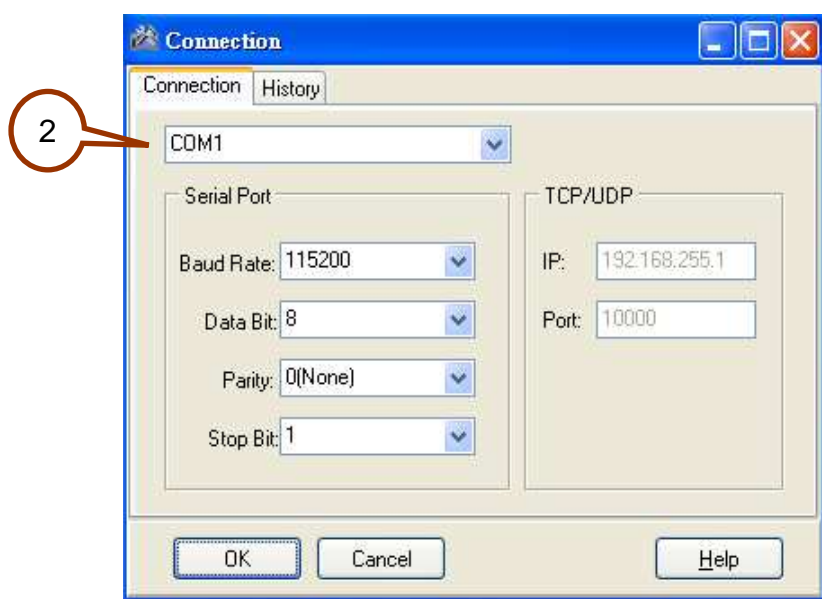 Connection
Connection History
2
COM1
Serial Port
TCP/UDP
Baud Rate: 115200
IP: 192.168.255.1
Data Bit: 8
Port: 10000
Parity: 0(None)
Stop Bit: 1
OK Cancel Help